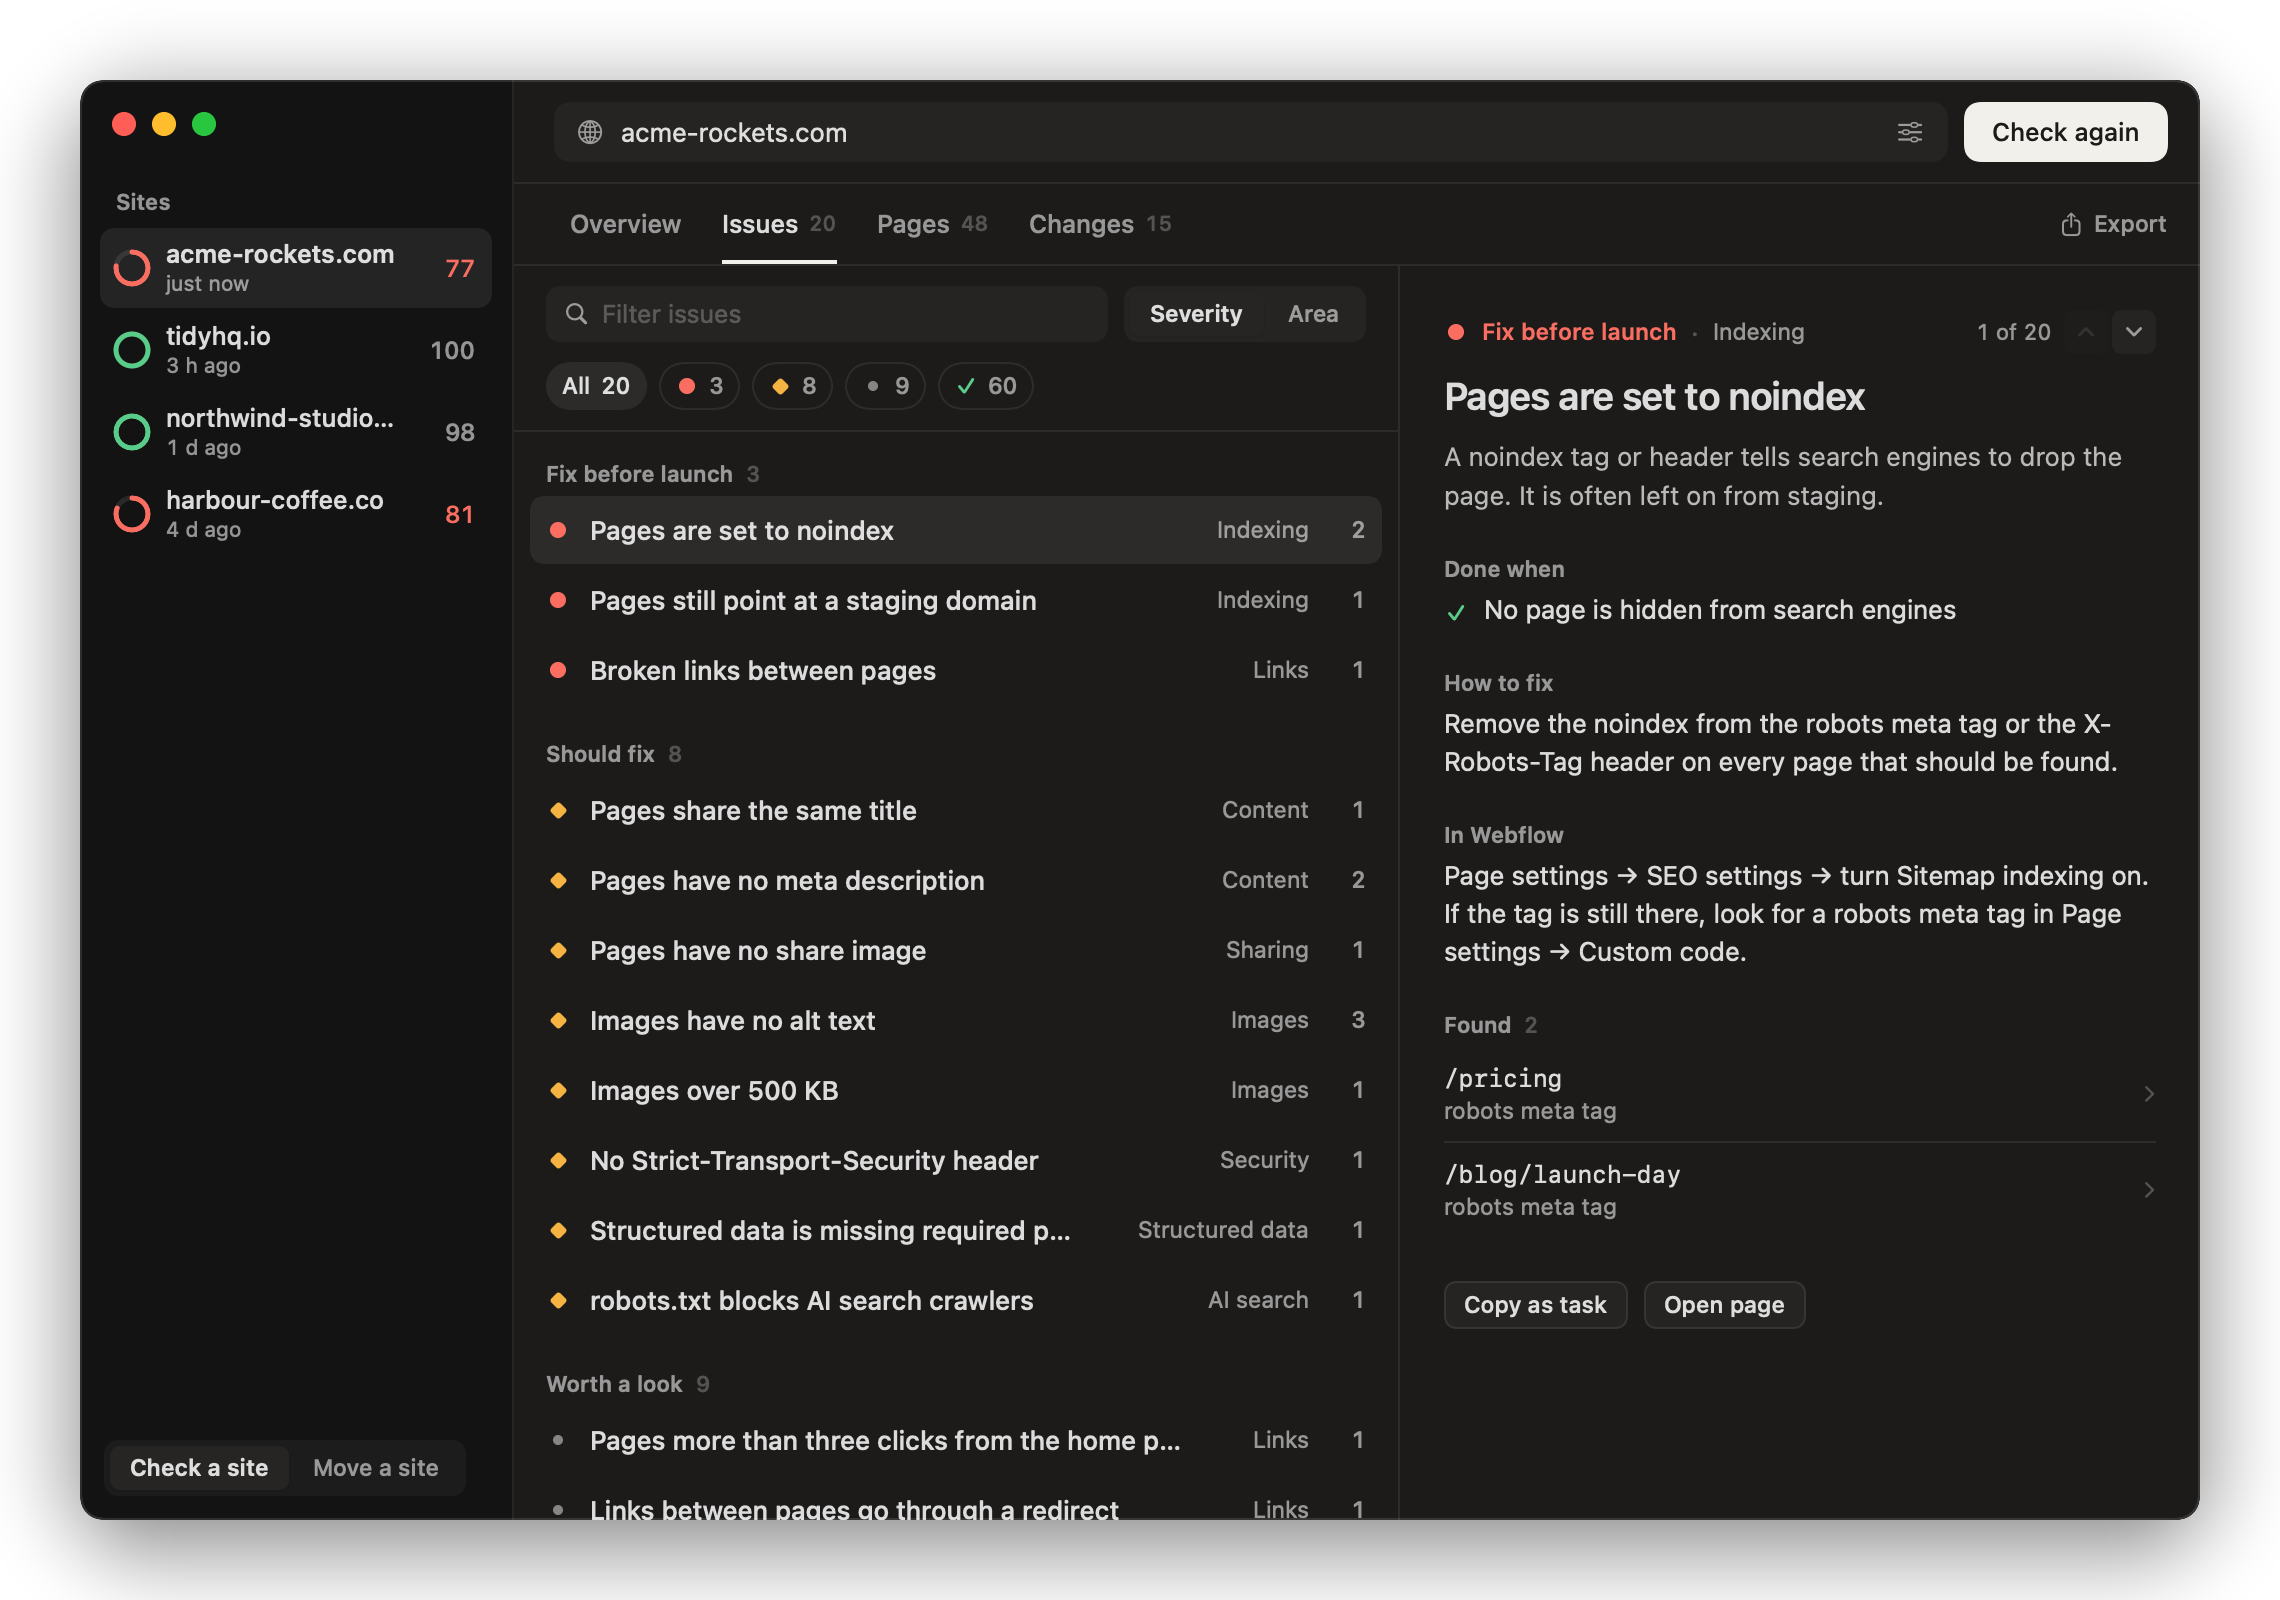 Sites
acme-rockets.com
just now
77
tidyhq.io
3 h ago
100
northwind-studio...
1 d ago
98
harbour-coffee.co
4 d ago
81
Check a site
Move a site
acme-rockets.com
Check again
Overview
Issues 20
Pages 48
Changes 15
Export
Filter issues
Severity
Area
All 20
3
8
9
60
Fix before launch 3
Pages are set to noindex Indexing 2
Pages still point at a staging domain Indexing 1
Broken links between pages Links 1
Should fix 8
Pages share the same title Content 1
Pages have no meta description Content 2
Pages have no share image Sharing 1
Images have no alt text Images 3
Images over 500 KB Images 1
No Strict-Transport-Security header Security 1
Structured data is missing required p... Structured data 1
robots.txt blocks AI search crawlers AI search 1
Worth a look 9
Pages more than three clicks from the home p... Links 1
Links between pages go through a redirect Links 1
Fix before launch · Indexing
1 of 20
Pages are set to noindex
A noindex tag or header tells search engines to drop the
page. It is often left on from staging.
Done when
No page is hidden from search engines
How to fix
Remove the noindex from the robots meta tag or the X-
Robots-Tag header on every page that should be found.
In Webflow
Page settings → SEO settings → turn Sitemap indexing on.
If the tag is still there, look for a robots meta tag in Page
settings → Custom code.
Found 2
/pricing
robots meta tag
/blog/launch-day
robots meta tag
Copy as task
Open page